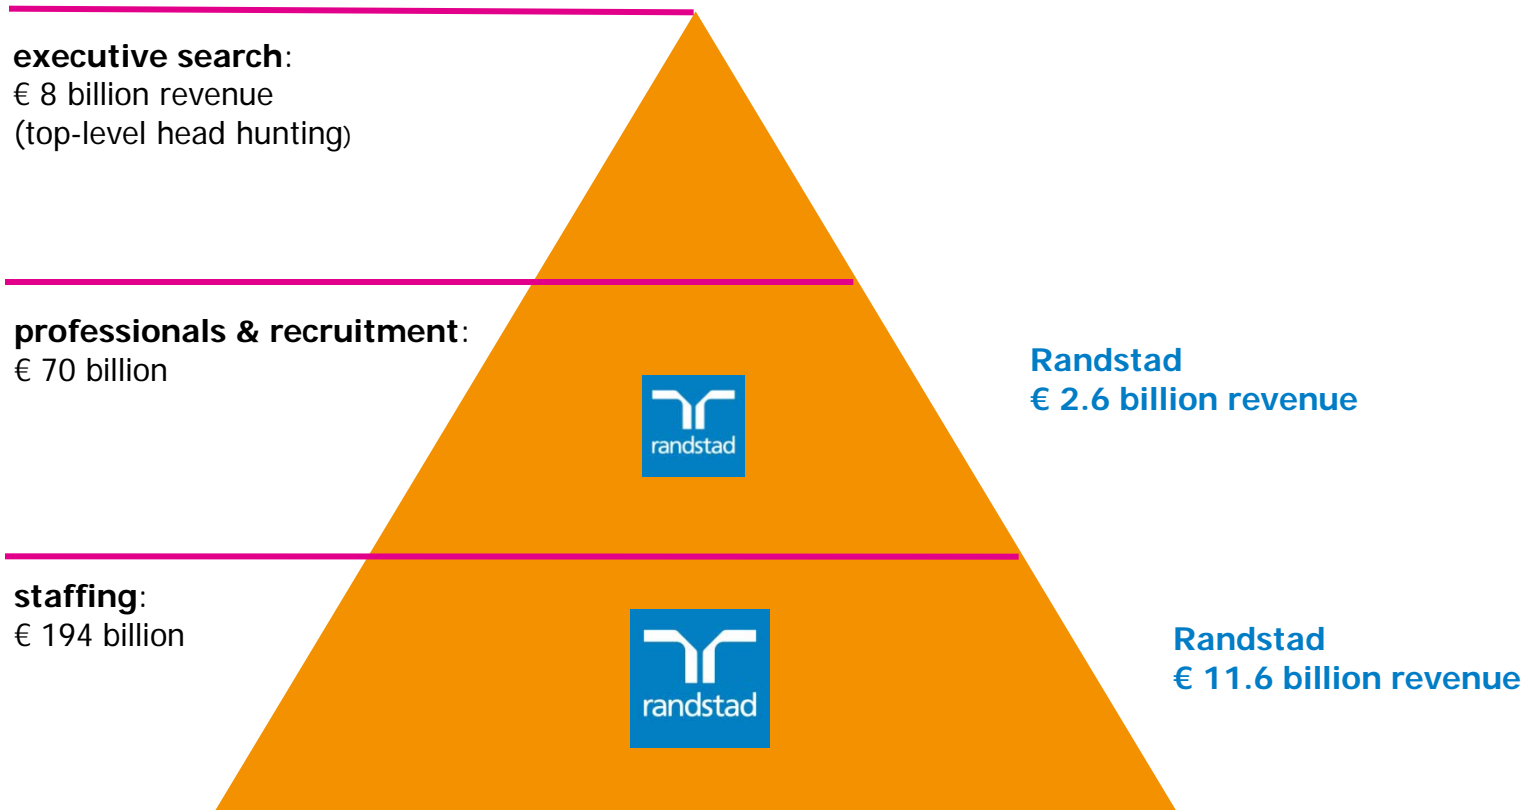 executive search:
€ 8 billion revenue
(top-level head hunting)
professionals & recruitment:
€ 70 billion
randstad
Randstad
€ 2.6 billion revenue
staffing:
€ 194 billion
randstad
Randstad
€ 11.6 billion revenue